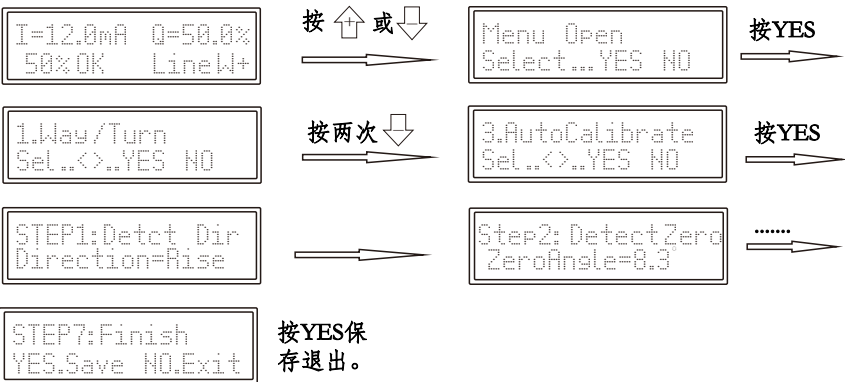 I=12.0mA Q=50.0%
50% OK LineW+
按 或
Menu Open
Select...YES NO
按YES
1.Way/Turn
Sel..<>..YES NO
按两次
3.AutoCalibrate
Sel..<>..YES NO
按YES
STEP1:Detct Dir
Direction=Rise
Step2:DetectZero
ZeroAngle=8.3°
........
STEP7:Finish
YES.Save NO.Exit
按YES保
存退出。